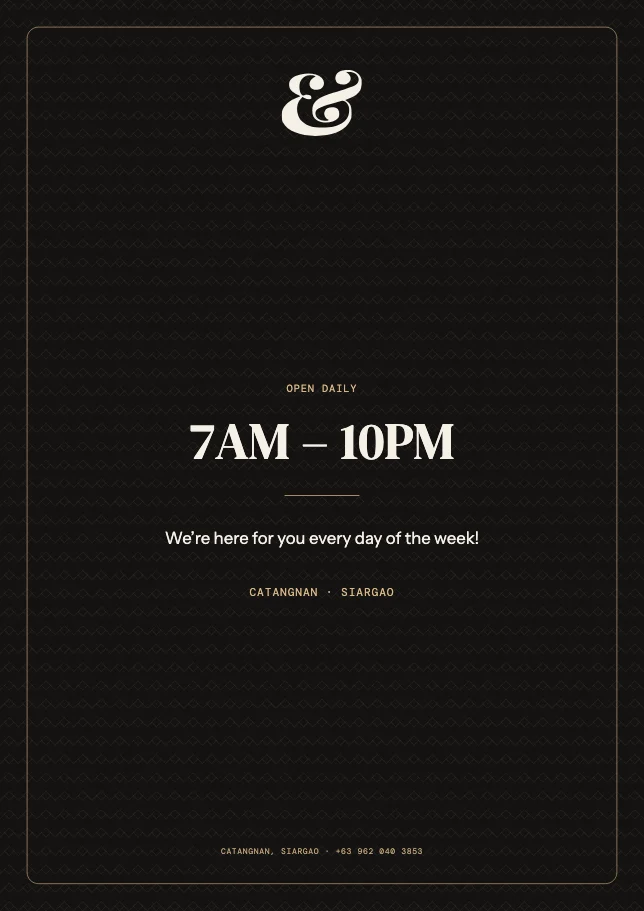 &
OPEN DAILY
7AM – 10PM
We’re here for you every day of the week!
CATANGNAN · SIARGAO
CATANGNAN, SIARGAO · +63 962 040 3853